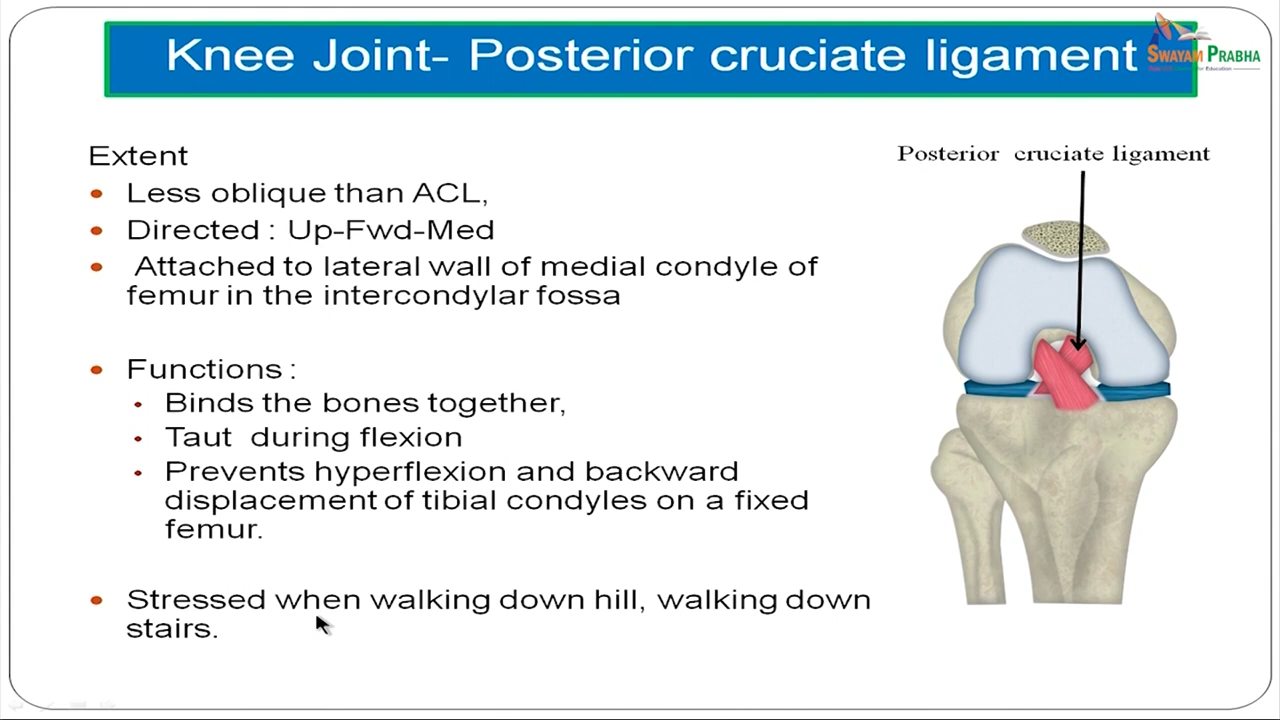 Knee Joint- Posterior cruciate ligament
SWAYAM PRABHA
Extent
Less oblique than ACL,
Directed : Up-Fwd-Med
Attached to lateral wall of medial condyle of
femur in the intercondylar fossa
Functions :
Binds the bones together,
Taut during flexion
Prevents hyperflexion and backward
displacement of tibial condyles on a fixed
femur.
Stressed when walking down hill, walking down
stairs.
Posterior cruciate ligament